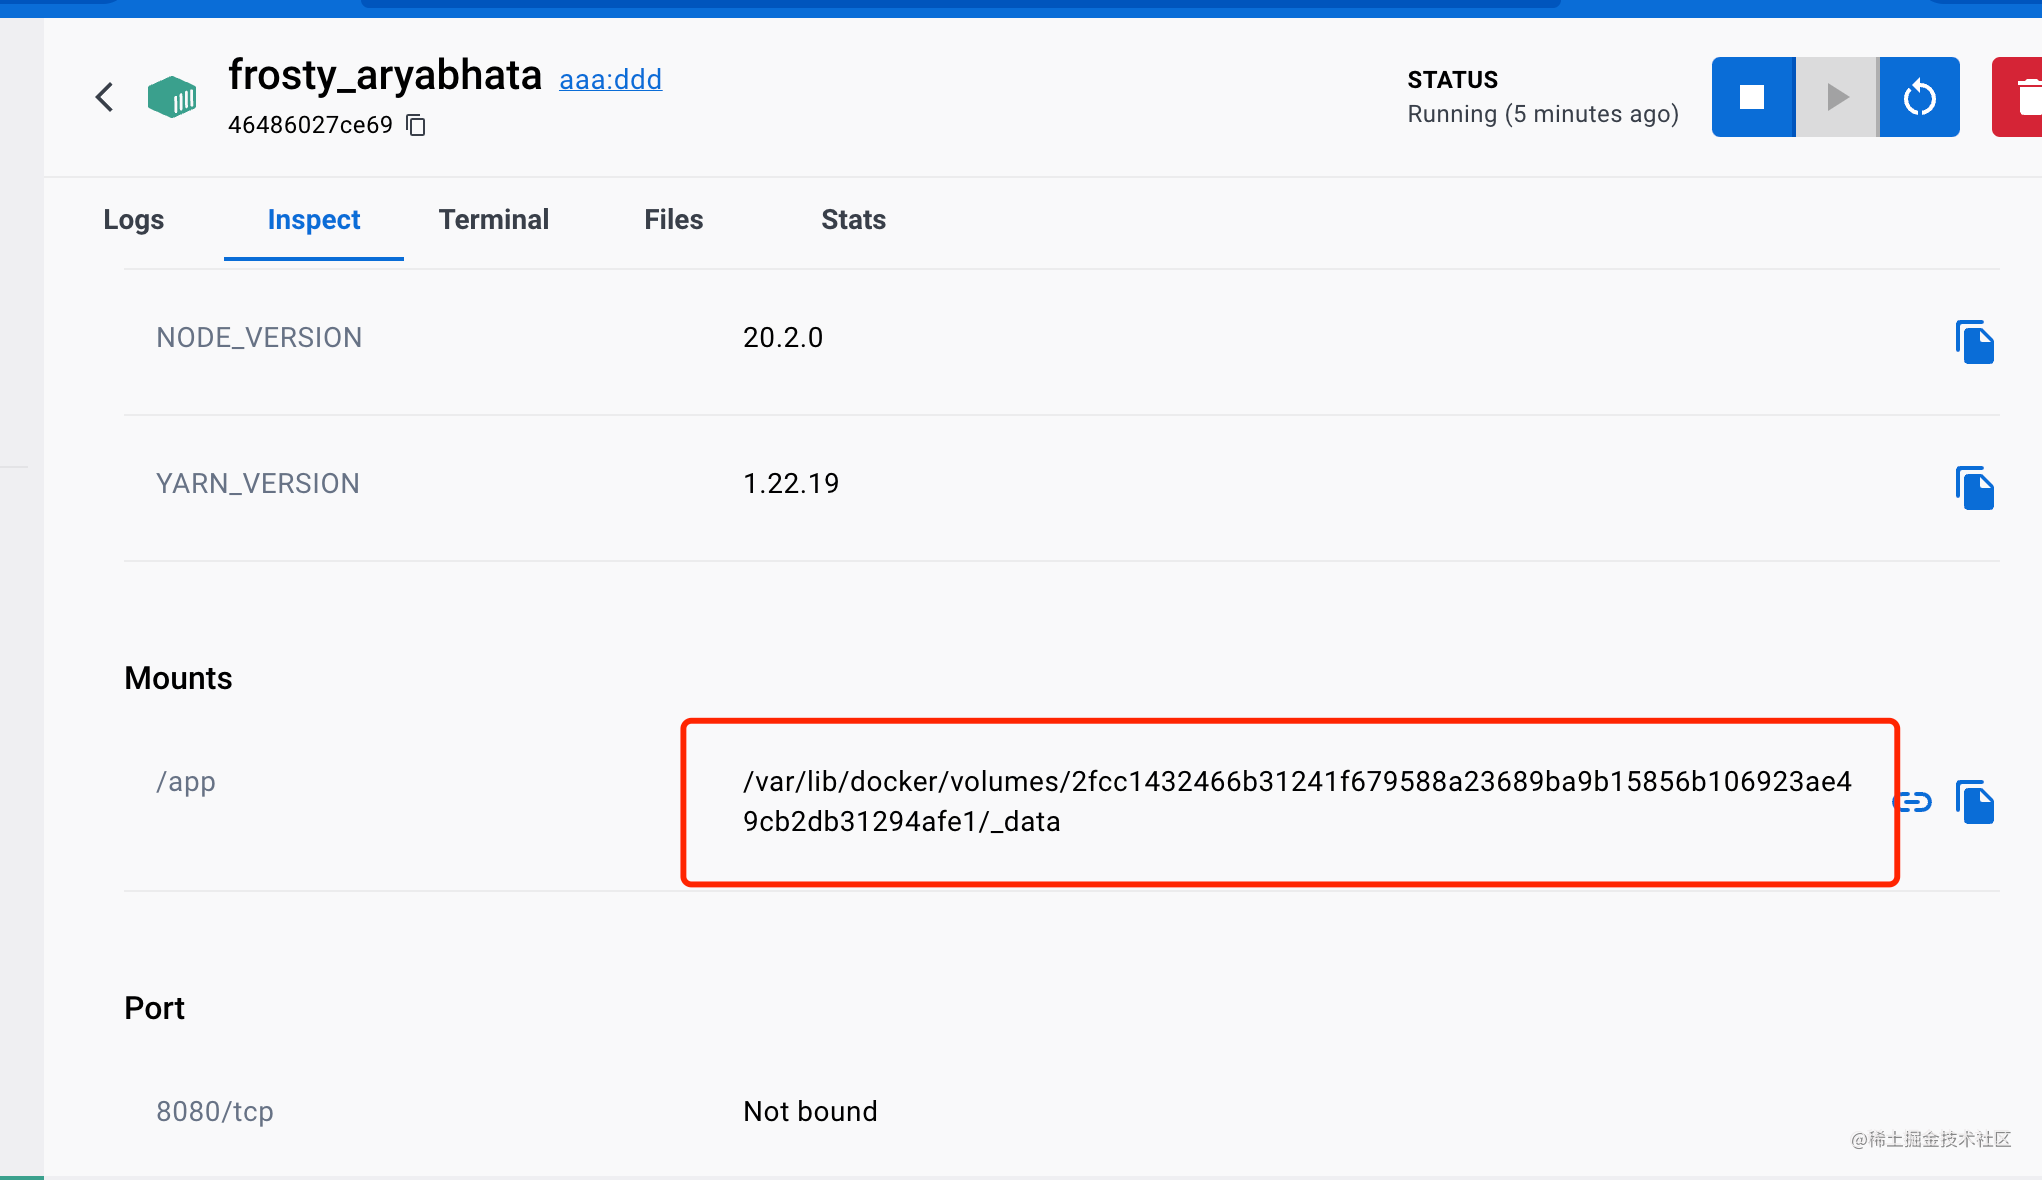 frosty_aryabhata aaa:ddd
46486027ce69
STATUS
Running (5 minutes ago)
Logs Inspect Terminal Files Stats
NODE_VERSION 20.2.0
YARN_VERSION 1.22.19
Mounts
/app /var/lib/docker/volumes/2fcc1432466b31241f679588a23689ba9b15856b106923ae4
9cb2db31294afe1/_data
Port
8080/tcp Not bound
@稀土掘金技术社区